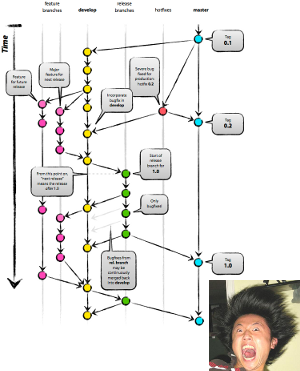 feature
branches
develop
release
branches
hotfixes
master
Time
Tag
0.1
Feature
for future
release
Major
feature for
next release
Severe bug
fixed for
production:
hotfix 0.2
Incorporate
bugfix in
develop
Tag
0.2
Start of
release
branch for
1.0
From this point on,
"next release"
means the release
after 1.0
Only
bugfixes!
Bugfixes from
rel. branch
may be
continuously
merged back
into develop
Tag
1.0